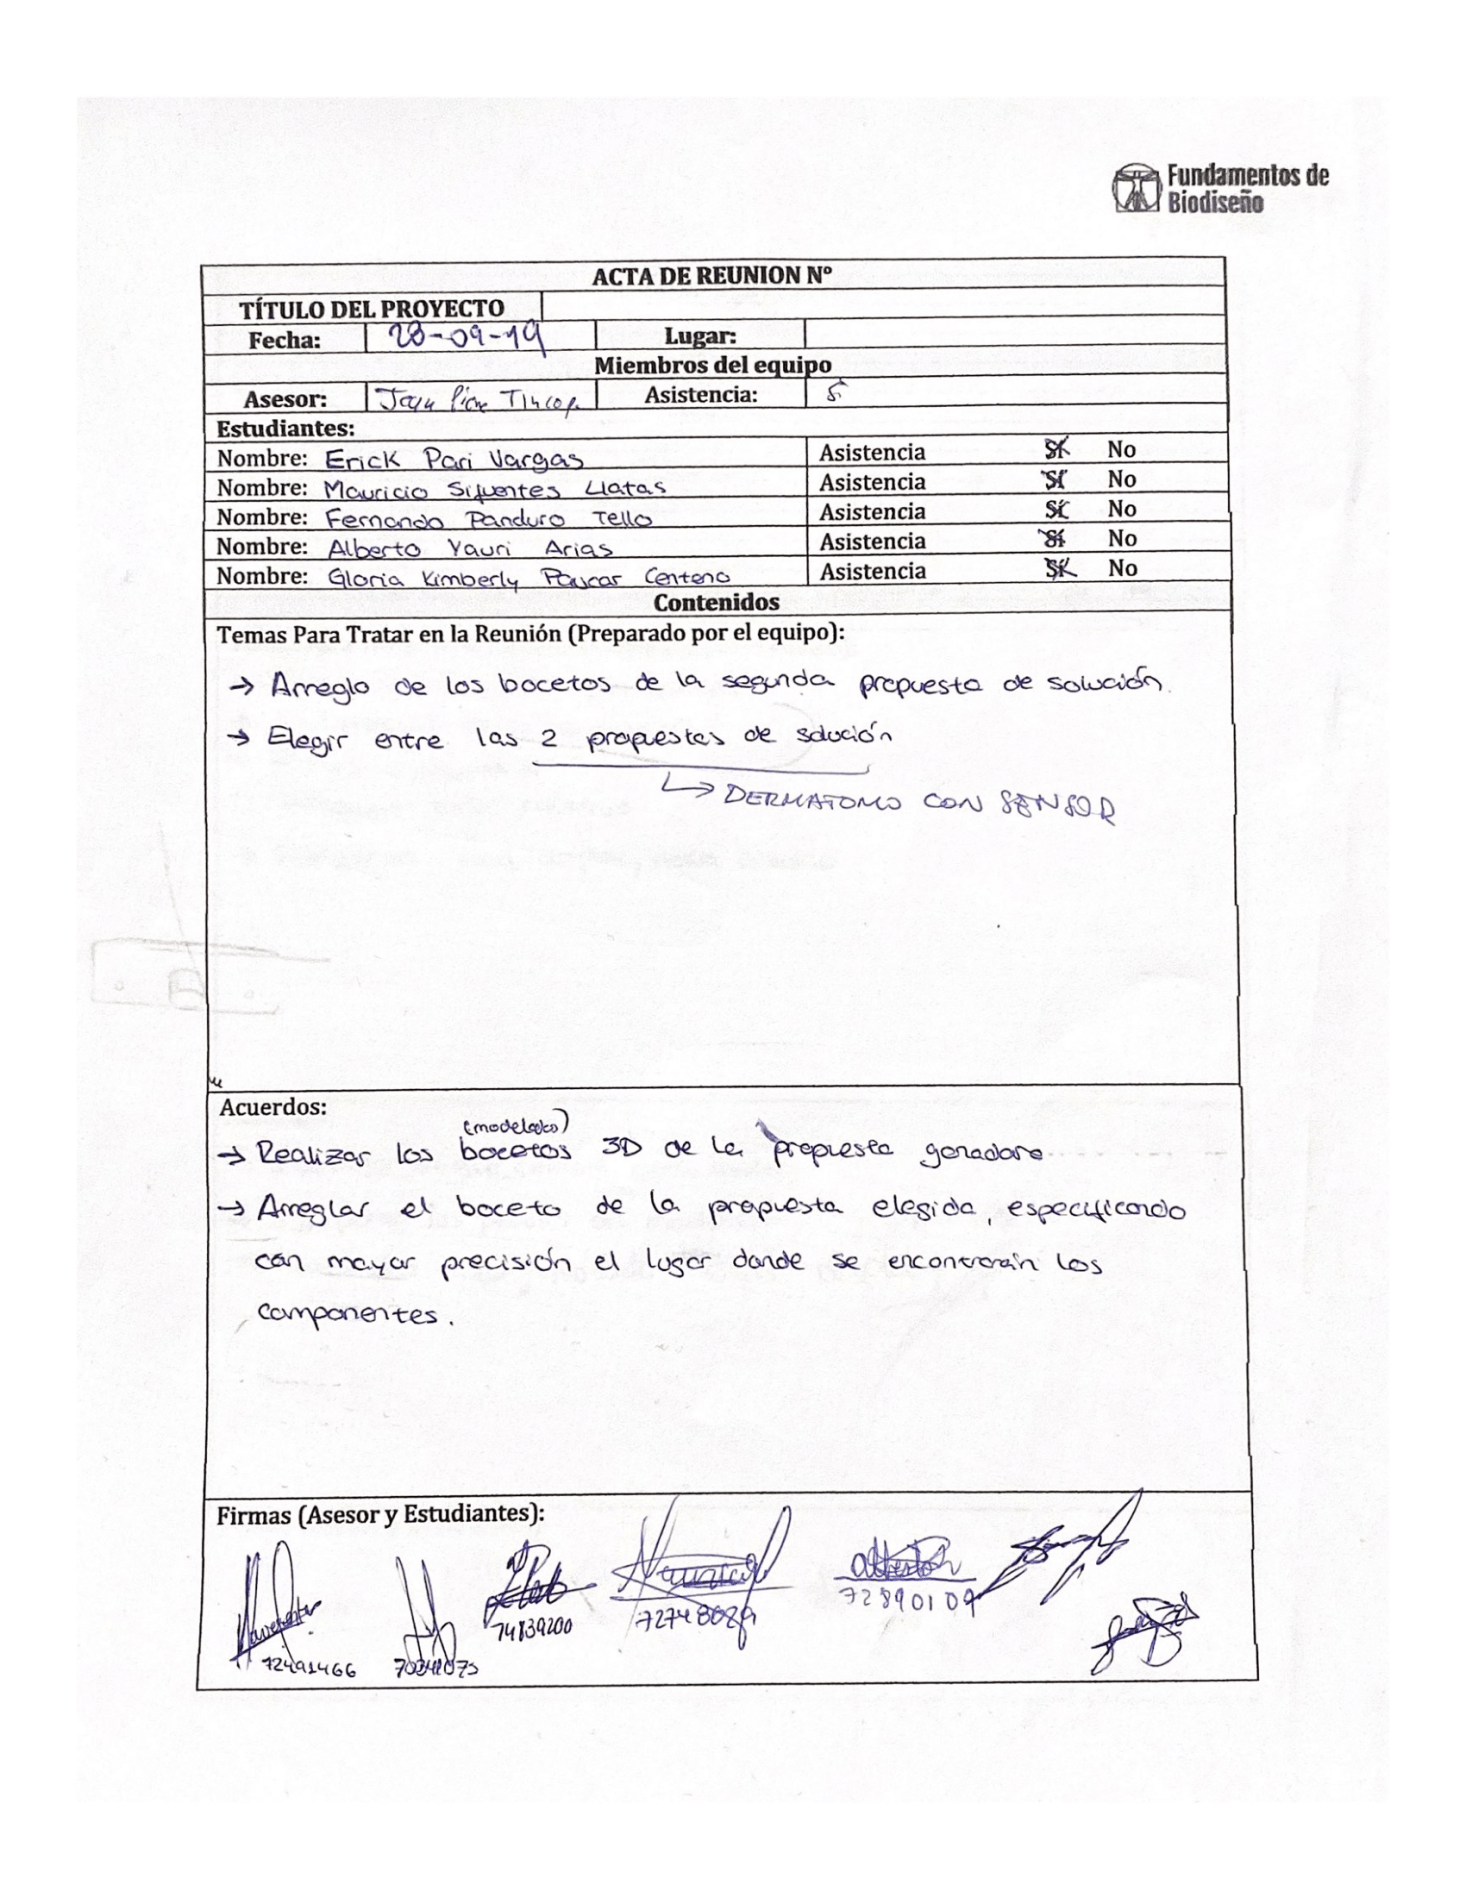 Fundamentos de
Biodiseño
ACTA DE REUNION Nº
TÍTULO DEL PROYECTO
Fecha: 28-09-19 Lugar:
Miembros del equipo
Asesor: Tincop Asistencia: Sí
Estudiantes:
Nombre: Erick Pari Vargas Asistencia Sí No
Nombre: Mauricio Sifuentes Llatas Asistencia Sí No
Nombre: Fernando Panduro Tello Asistencia Sí No
Nombre: Alberto Yauri Arias Asistencia Sí No
Nombre: Gloria Kimberly Paucar Centeno Asistencia Sí No
Contenidos
Temas Para Tratar en la Reunión (Preparado por el equipo):
→ Arreglo de los bocetos de la segunda propuesta de solución.
→ Elegir entre las 2 propuestas de solución
↳ DERMATOMO CON SENSOR
Acuerdos:
(modelado)
→ Realizar los bocetos 3D de la propuesta ganadora
→ Arreglar el boceto de la propuesta elegida, especificando
con mayor precisión el lugar donde se encontrarán los
componentes.
Firmas (Asesor y Estudiantes):
74839200 72890109
72491466